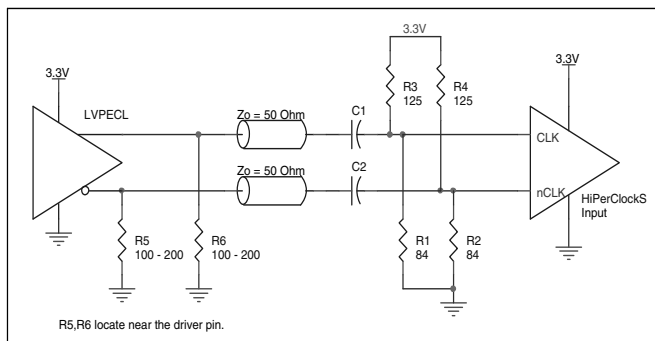 3.3V
3.3V
3.3V
R3
125
R4
125
LVPECL
Zo = 50 Ohm
C1
CLK
Zo = 50 Ohm
C2
nCLK
HiPerClockS
Input
R5
100 - 200
R6
100 - 200
R1
84
R2
84
R5,R6 locate near the driver pin.